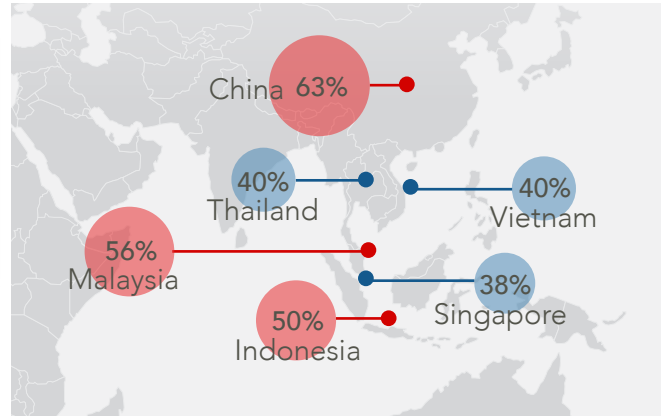 China 63%
40%
Thailand
40%
Vietnam
56%
Malaysia
38%
Singapore
50%
Indonesia